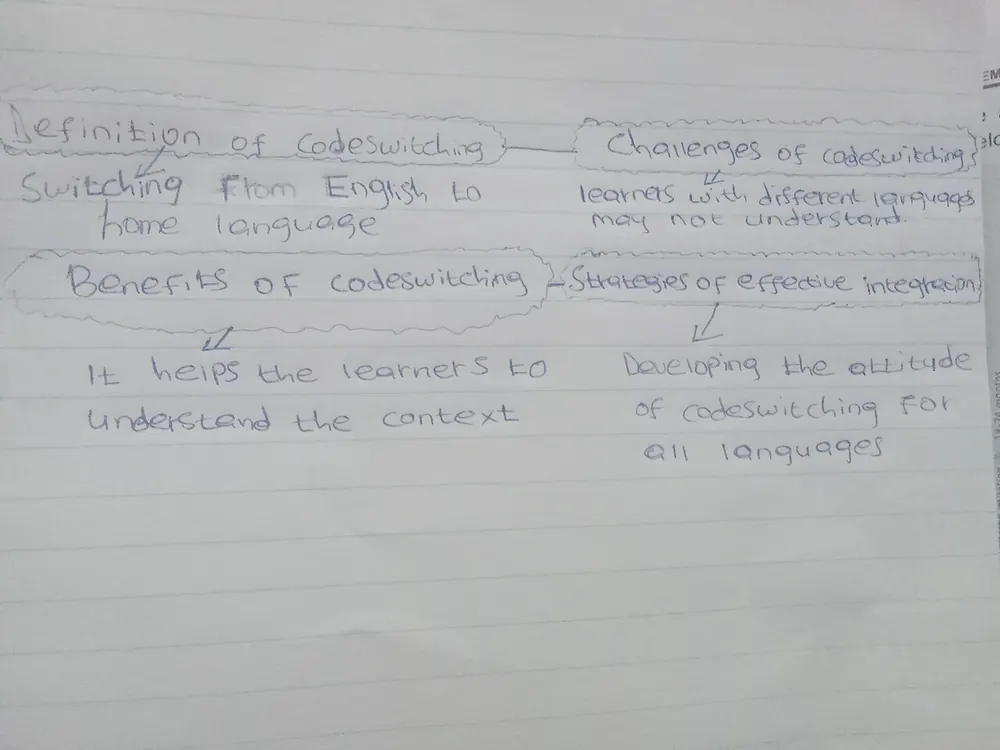 Definition of codeswitching
Switching From English to
home language
Challenges of codeswitching
learners with different languages
may not understand.
Benefits of codeswitching
It helps the learners to
understand the context
Strategies of effective integracion
Developing the attitude
of codeswitching for
all languages
EM